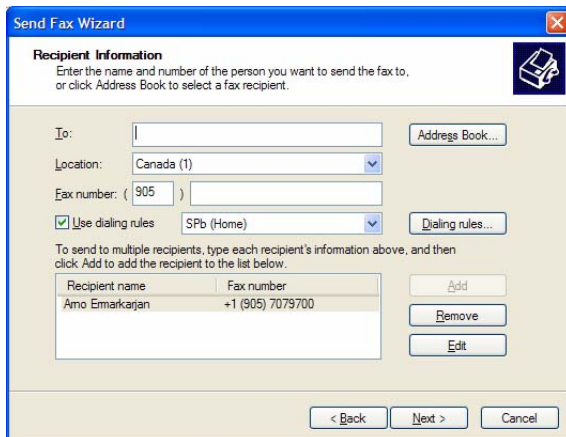 Send Fax Wizard
Recipient Information
Enter the name and number of the person you want to send the fax to,
or click Address Book to select a fax recipient.
To:
Address Book...
Location: Canada (1)
Fax number: ( 905 )
Use dialing rules SPb (Home) Dialing rules...
To send to multiple recipients, type each recipient's information above, and then
click Add to add the recipient to the list below.
Recipient name Fax number
Arno Ermarkarjan +1 (905) 7079700
Add
Remove
Edit
< Back Next > Cancel